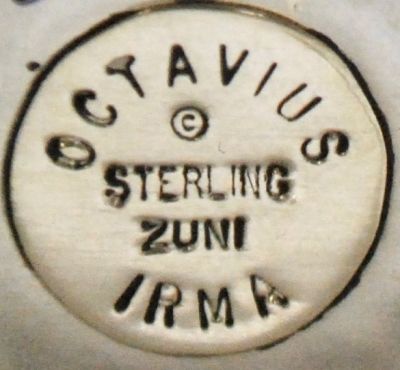 OCTAVIUS
©
STERLING
ZUNI
IRMA